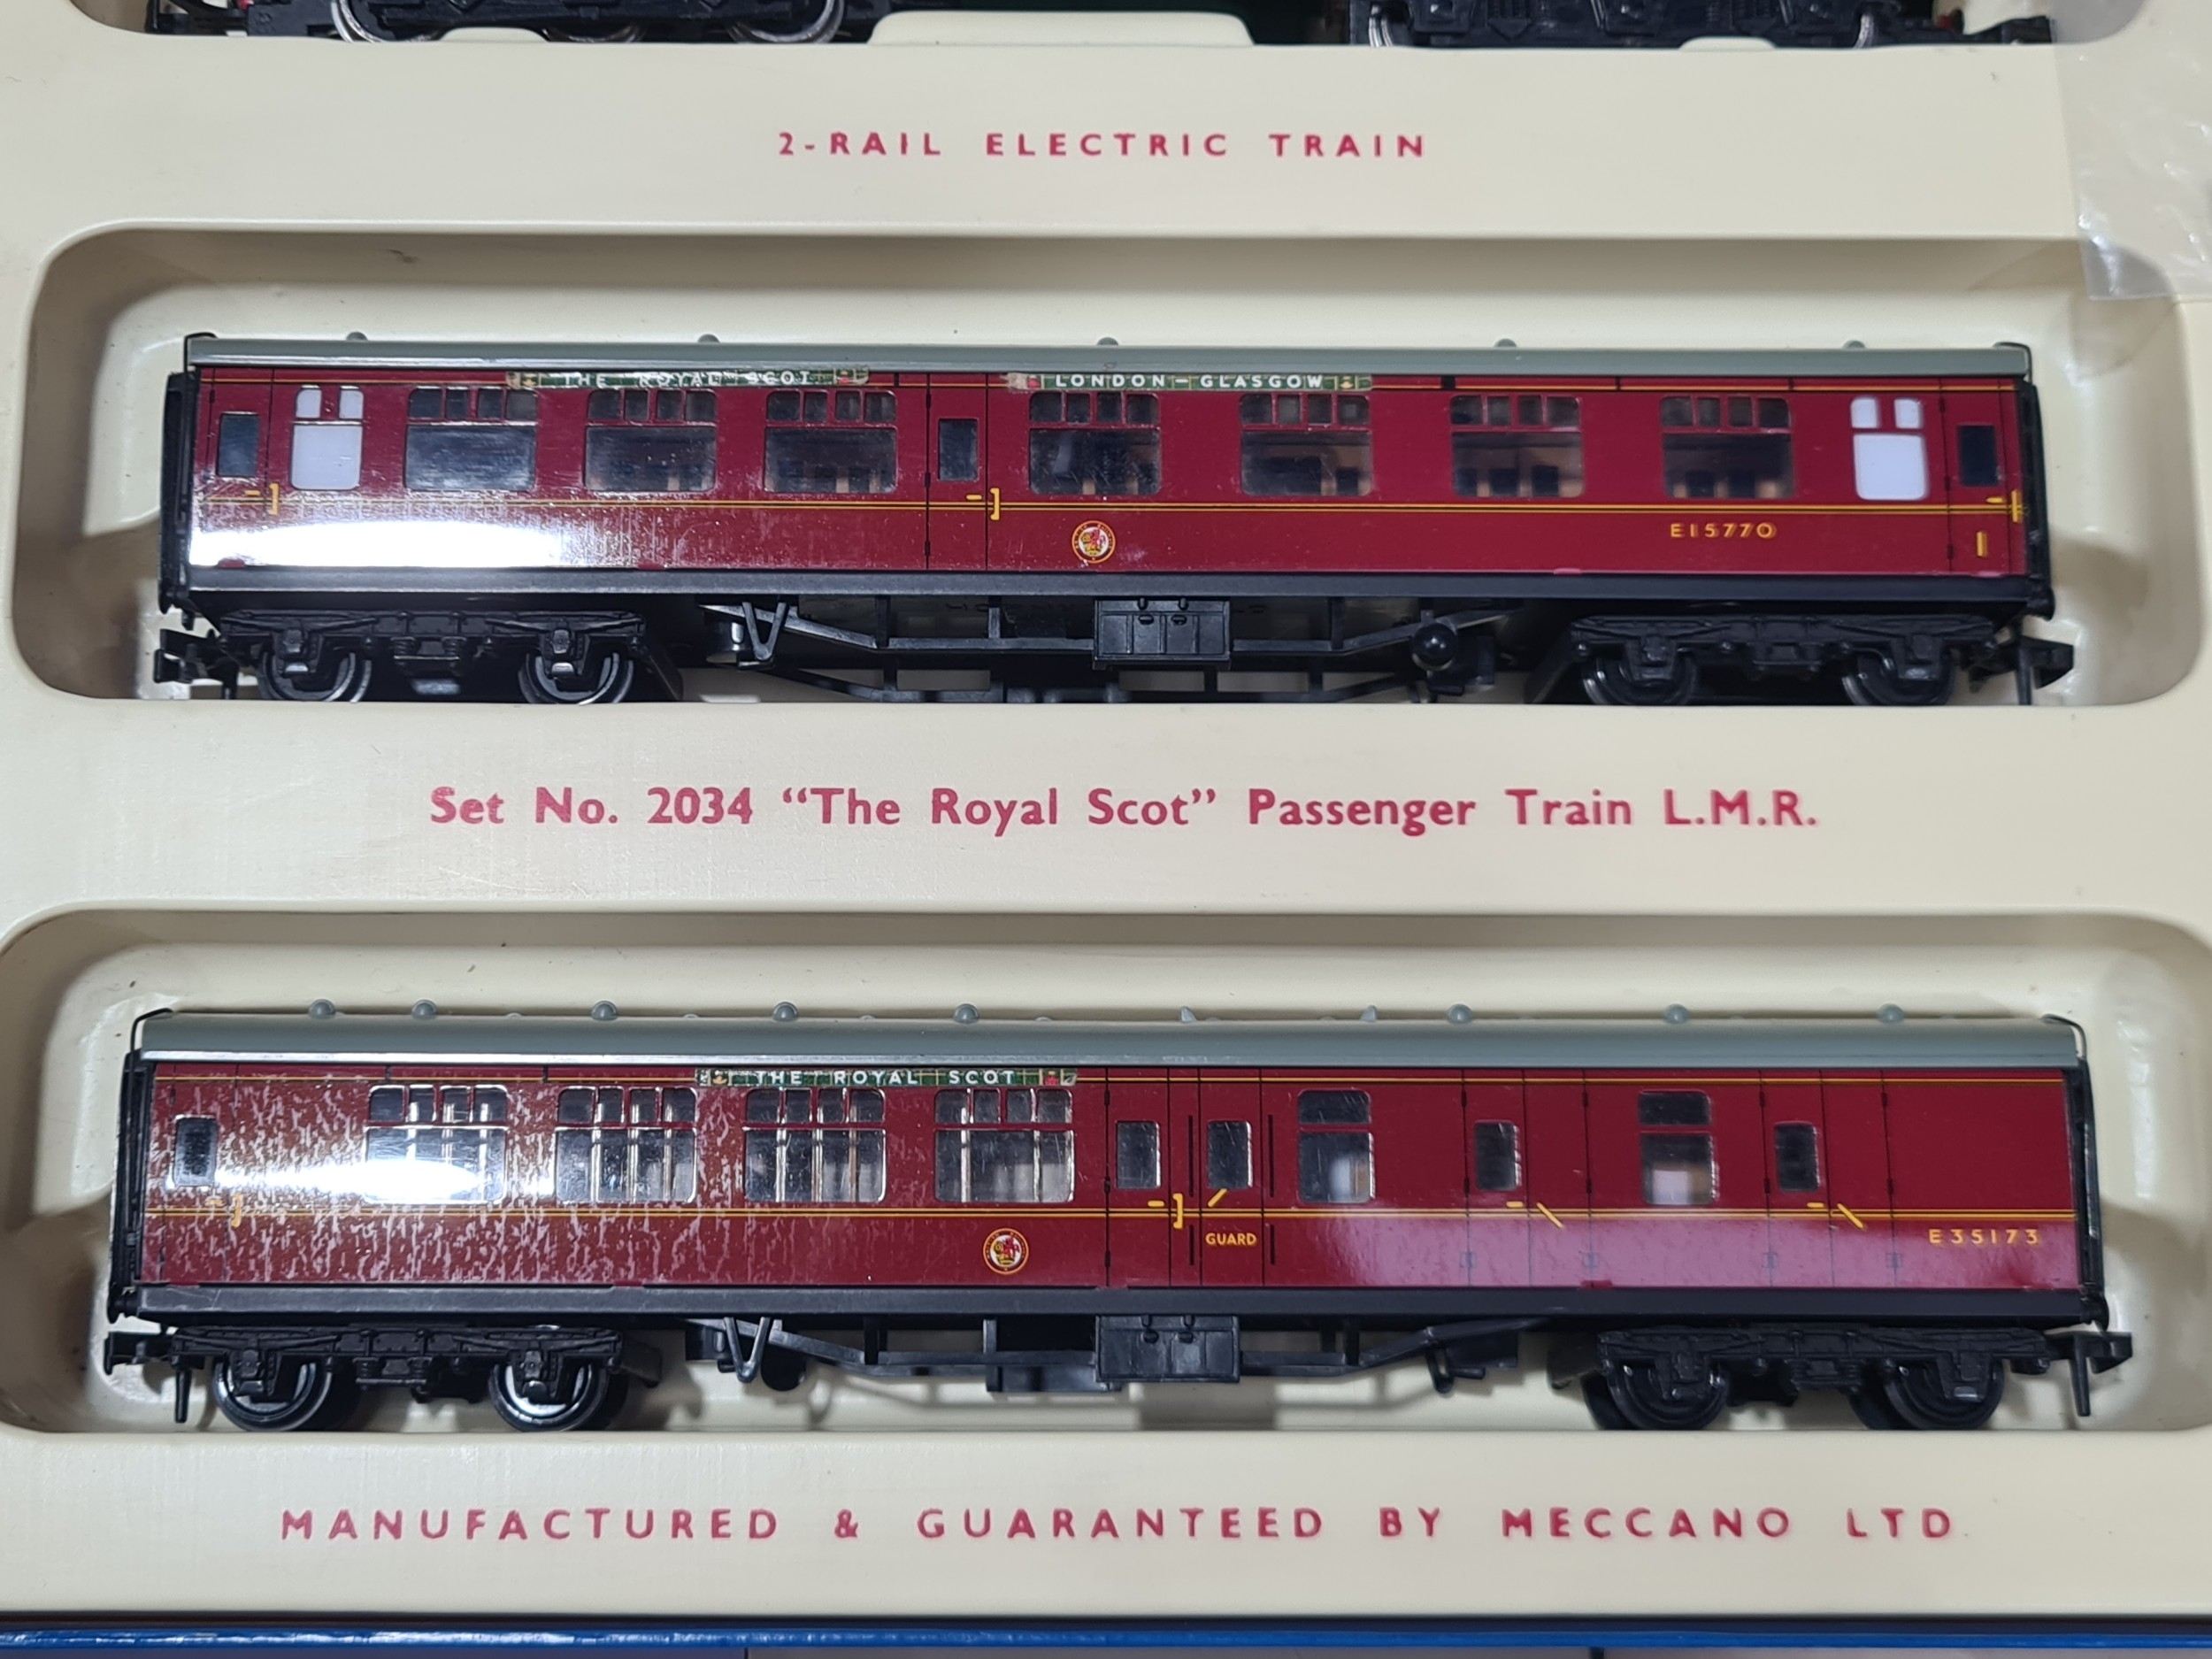 2-RAIL ELECTRIC TRAIN
THE ROYAL SCOT
LONDON-GLASGOW
E15770
Set No. 2034 “The Royal Scot” Passenger Train L.M.R.
THE ROYAL SCOT
GUARD
E35173
MANUFACTURED & GUARANTEED BY MECCANO LTD.